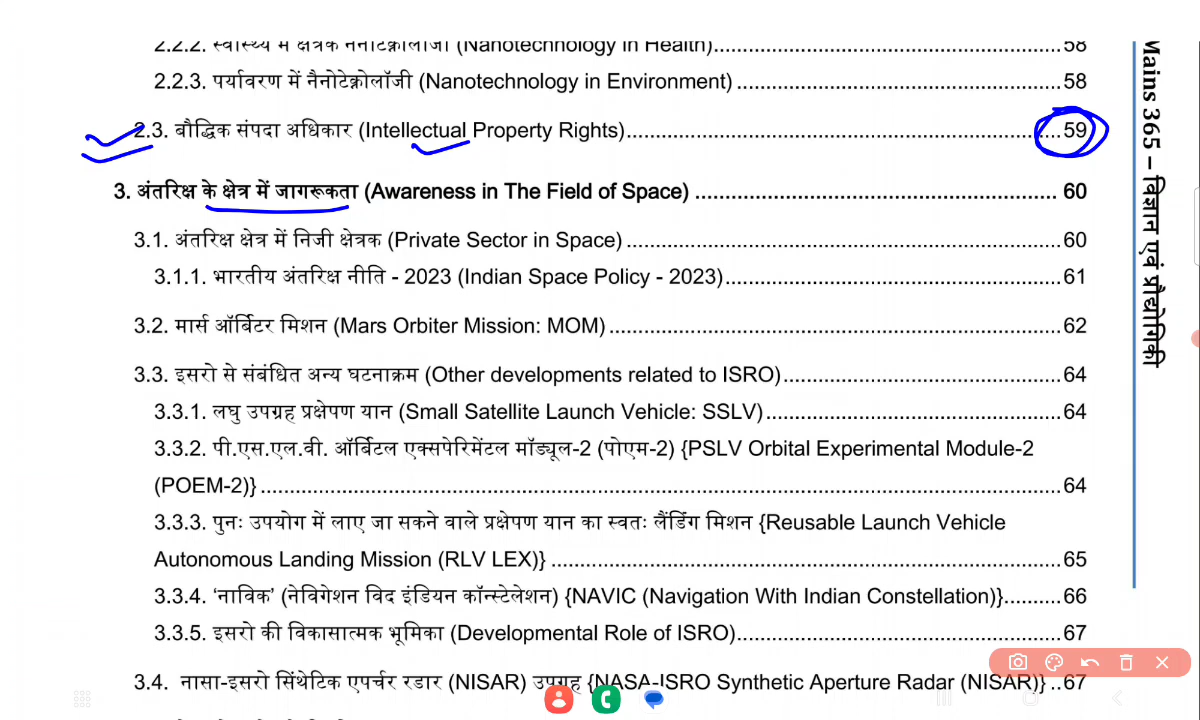 2.2.2. स्वास्थ्य में क्षेत्रक नैनोटेक्नोलॉजी (Nanotechnology in Health)..........58
2.2.3. पर्यावरण में नैनोटेक्नोलॉजी (Nanotechnology in Environment)..........58
2.3. बौद्धिक संपदा अधिकार (Intellectual Property Rights)..........59
3. अंतरिक्ष के क्षेत्र में जागरूकता (Awareness in The Field of Space)..........60
3.1. अंतरिक्ष क्षेत्र में निजी क्षेत्रक (Private Sector in Space)..........60
3.1.1. भारतीय अंतरिक्ष नीति - 2023 (Indian Space Policy - 2023)..........61
3.2. मार्स ऑर्बिटर मिशन (Mars Orbiter Mission: MOM)..........62
3.3. इसरो से संबंधित अन्य घटनाक्रम (Other developments related to ISRO)..........64
3.3.1. लघु उपग्रह प्रक्षेपण यान (Small Satellite Launch Vehicle: SSLV)..........64
3.3.2. पी.एस.एल.वी. ऑर्बिटल एक्सपेरिमेंटल मॉड्यूल-2 (पोएम-2) {PSLV Orbital Experimental Module-2
(POEM-2)}..........64
3.3.3. पुनः उपयोग में लाए जा सकने वाले प्रक्षेपण यान का स्वतः लैंडिंग मिशन {Reusable Launch Vehicle
Autonomous Landing Mission (RLV LEX)}..........65
3.3.4. ‘नाविक’ (नेविगेशन विद इंडियन कॉन्स्टेलेशन) {NAVIC (Navigation With Indian Constellation)}..........66
3.3.5. इसरो की विकासात्मक भूमिका (Developmental Role of ISRO)..........67
3.4. नासा-इसरो सिंथेटिक एपर्चर रडार (NISAR) उपग्रह {NASA-ISRO Synthetic Aperture Radar (NISAR)}..67
Mains 365 – विज्ञान एवं प्रौद्योगिकी